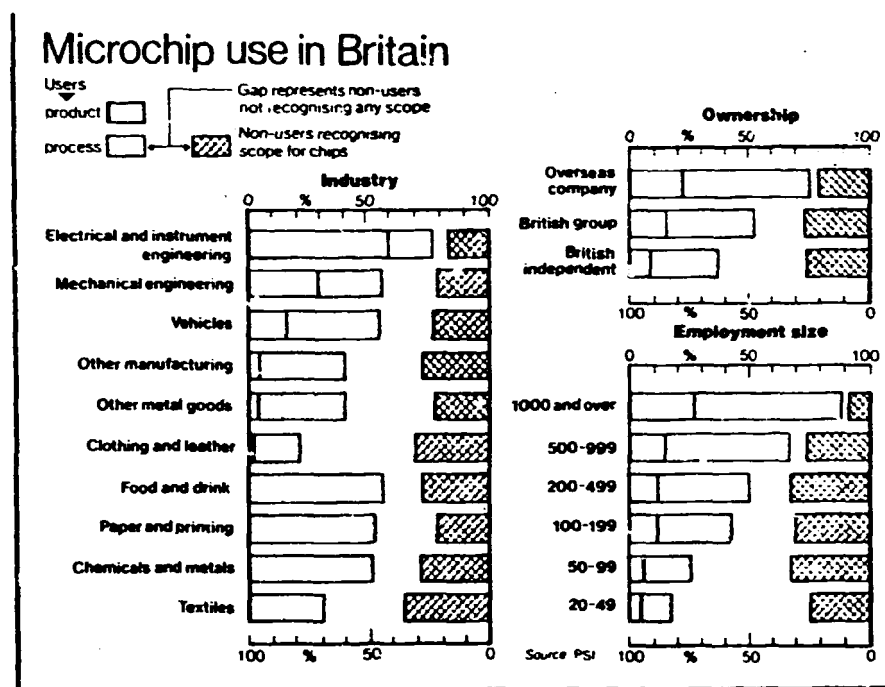 Microchip use in Britain
Users
product
process
Gap represents non-users
not recognising any scope
Non-users recognising
scope for chips
Industry
0 % 50 100
Electrical and instrument
engineering
Mechanical engineering
Vehicles
Other manufacturing
Other metal goods
Clothing and leather
Food and drink
Paper and printing
Chemicals and metals
Textiles
100 % 50 0
Ownership
0 % 50 100
Overseas
company
British group
British
independent
100 % 50 0
Employment size
0 % 50 100
1000 and over
500-999
200-499
100-199
50-99
20-49
Source PSI
100 % 50 0